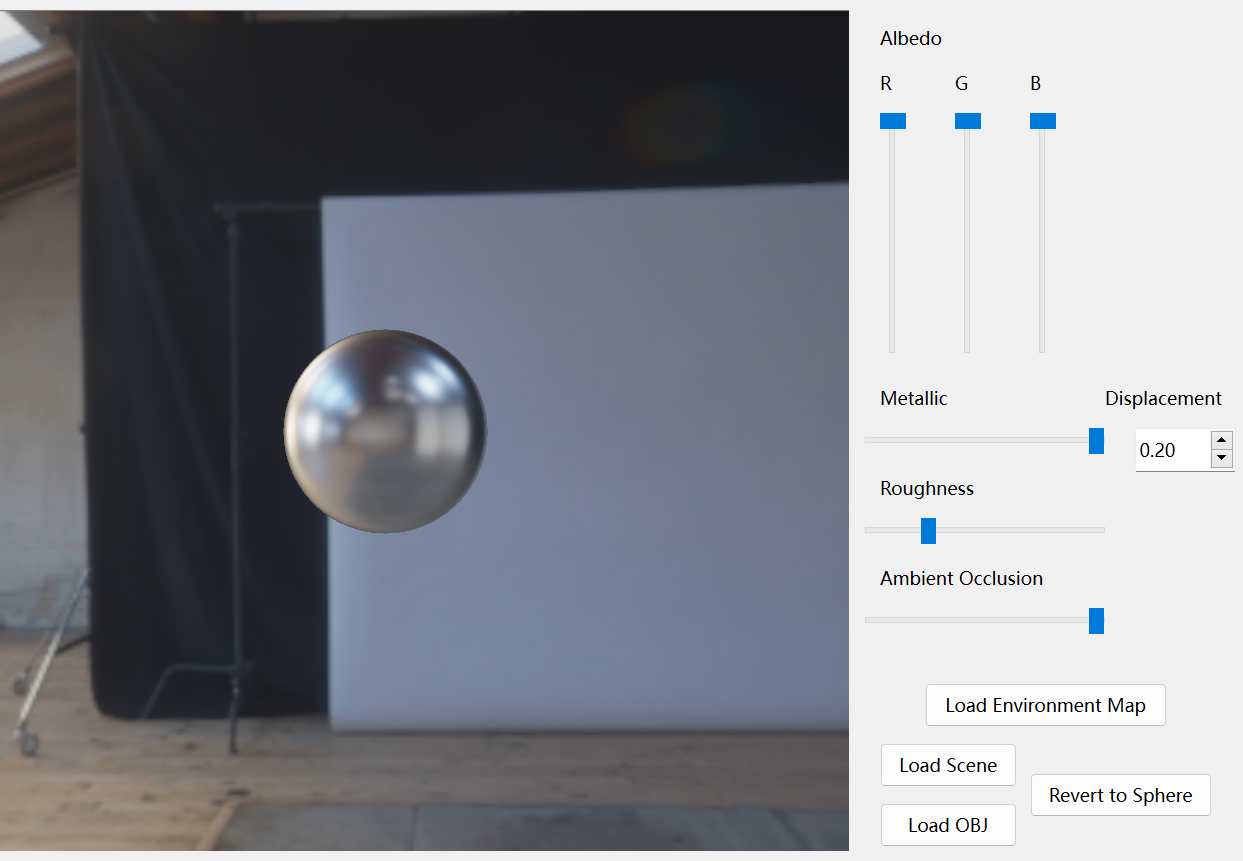 Albedo
R G B
Metallic Displacement
0.20
Roughness
Ambient Occlusion
Load Environment Map
Load Scene
Revert to Sphere
Load OBJ